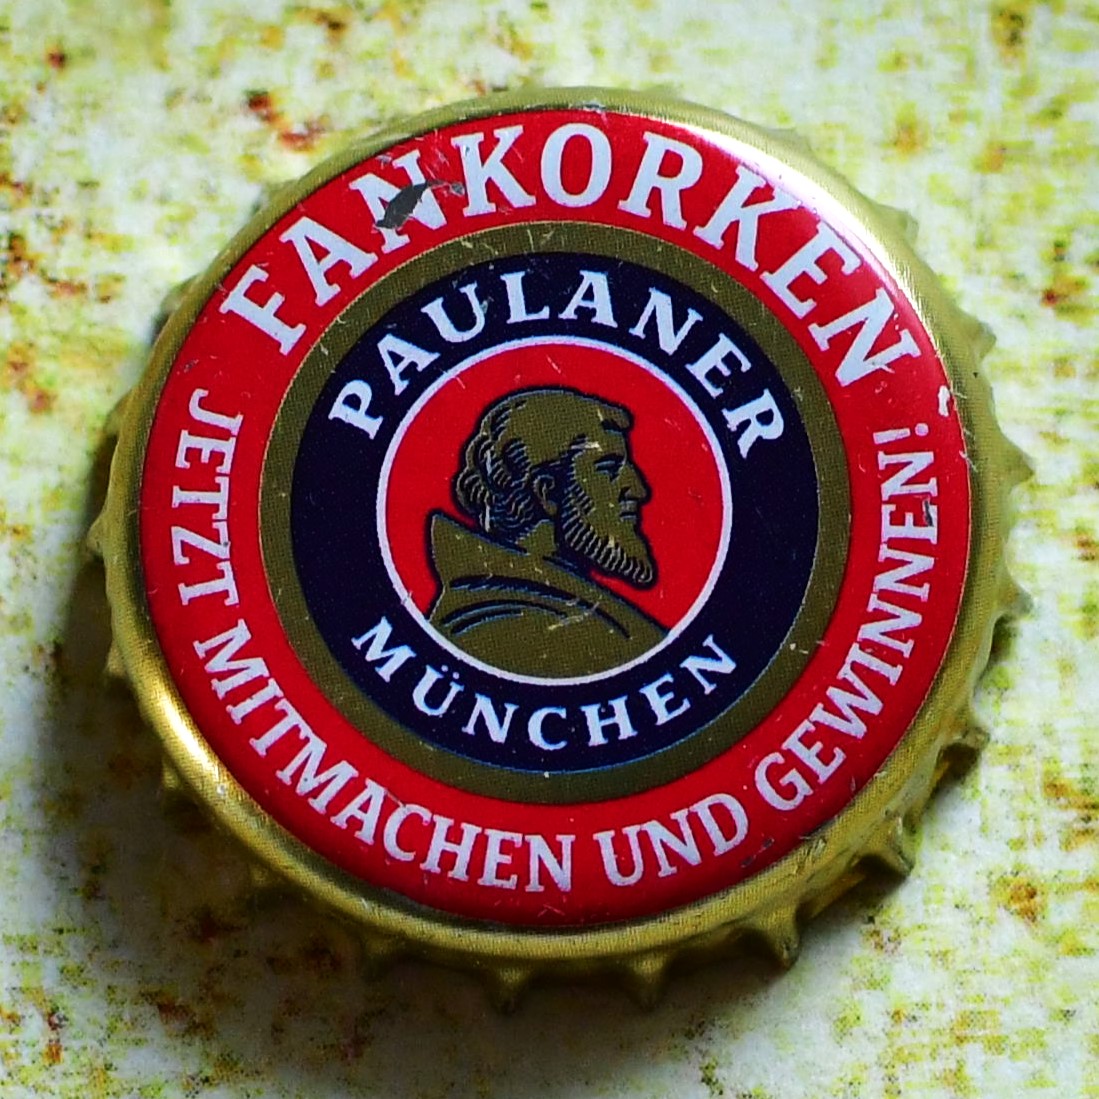 FANKORKEN
JETZT MITMACHEN UND GEWINNEN!
PAULANER
MÜNCHEN